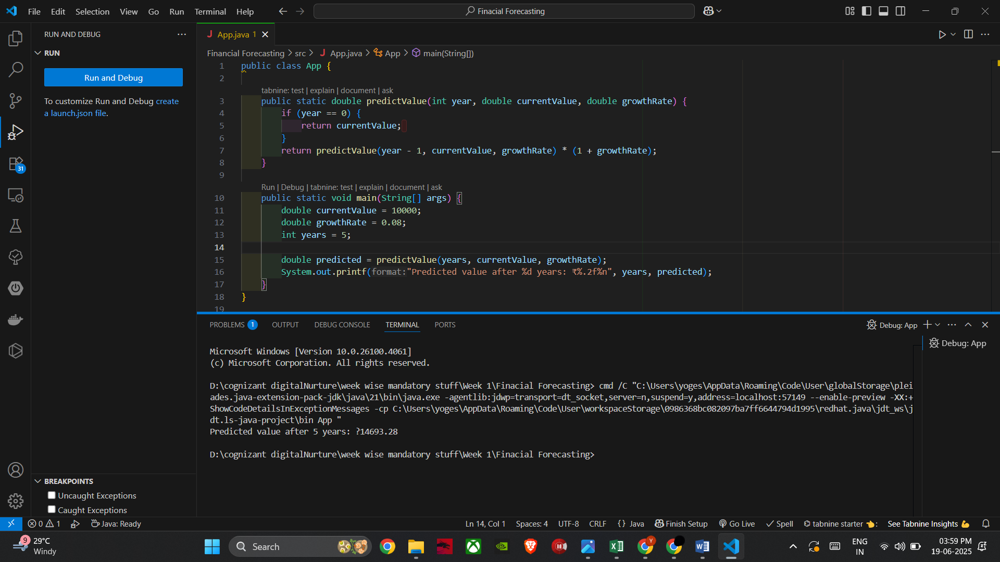 File Edit Selection View Go Run Terminal Help
Finacial Forecasting
RUN AND DEBUG
RUN
Run and Debug
To customize Run and Debug create
a launch.json file.
31
App.java 1
Financial Forecasting > src > J App.java > App > main(String[])
1 public class App {
2
tabnine: test | explain | document | ask
3 public static double predictValue(int year, double currentValue, double growthRate) {
4 if (year == 0) {
5 return currentValue;
6 }
7 return predictValue(year - 1, currentValue, growthRate) * (1 + growthRate);
8 }
9
Run | Debug | tabnine: test | explain | document | ask
10 public static void main(String[] args) {
11 double currentValue = 10000;
12 double growthRate = 0.08;
13 int years = 5;
14
15 double predicted = predictValue(years, currentValue, growthRate);
16 System.out.printf(format:"Predicted value after %d years: ₹%.2f%n", years, predicted);
17 }
18 }
19
PROBLEMS 1 OUTPUT DEBUG CONSOLE TERMINAL PORTS
Debug: App
Debug: App
Microsoft Windows [Version 10.0.26100.4061]
(c) Microsoft Corporation. All rights reserved.
D:\cognizant digitalNurture\week wise mandatory stuff\Week 1\Finacial Forecasting> cmd /C "C:\Users\yoges\AppData\Roaming\Code\User\globalStorage\plei
ades.java-extension-pack-jdk\java\21\bin\java.exe -agentlib:jdwp=transport=dt_socket,server=n,suspend=y,address=localhost:57149 --enable-preview -XX:+
ShowCodeDetailsInExceptionMessages -cp C:\Users\yoges\AppData\Roaming\Code\User\workspaceStorage\0986368bc082097ba7ff6644794d1995\redhat.java\jdt_ws\j
dt.ls-java-project\bin App "
Predicted value after 5 years: ?14693.28
D:\cognizant digitalNurture\week wise mandatory stuff\Week 1\Finacial Forecasting>
BREAKPOINTS
Uncaught Exceptions
Caught Exceptions
0 1 Java: Ready
Ln 14, Col 1 Spaces: 4 UTF-8 CRLF {} Java Finish Setup Go Live Spell tabnine starter 👈: See Tabnine Insights 💪
9
29°C
Windy
Search
Y
ENG
IN
03:59 PM
19-06-2025